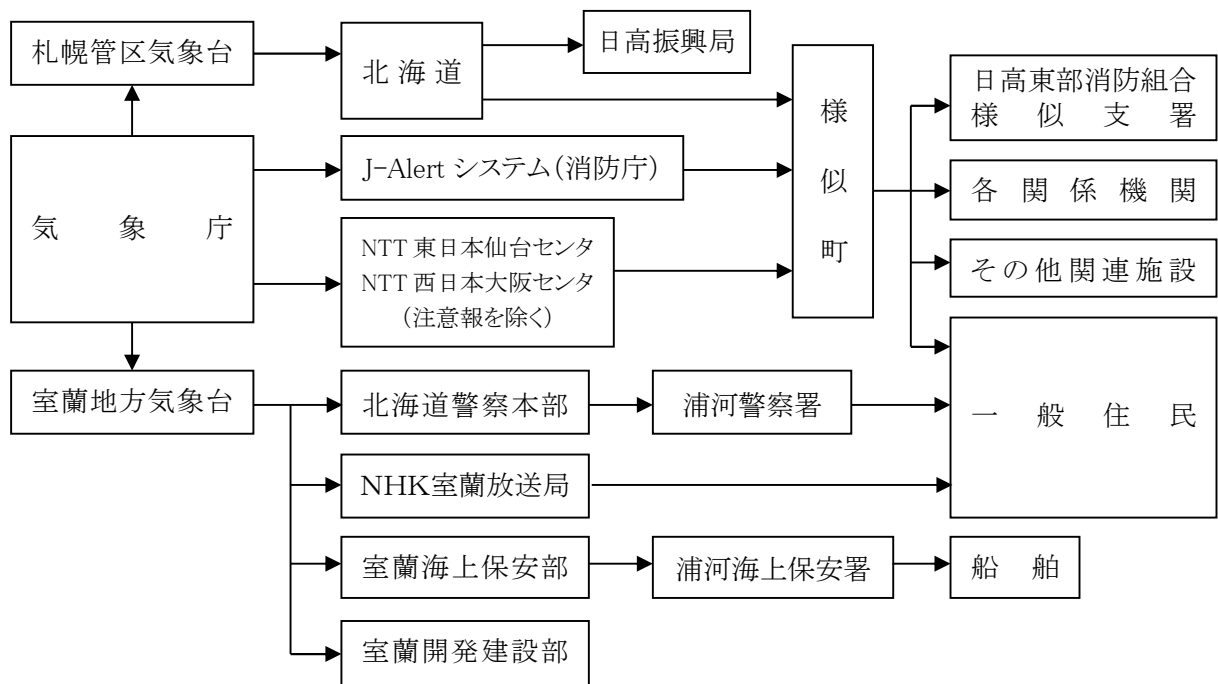 札幌管区気象台
北海道
日高振興局
様似町
日高東部消防組合
様似支署
気象庁
J-Alert システム(消防庁)
各関係機関
NTT 東日本仙台センタ
NTT 西日本大阪センタ
(注意報を除く)
その他関連施設
室蘭地方気象台
北海道警察本部
浦河警察署
一般住民
NHK室蘭放送局
室蘭海上保安部
浦河海上保安署
船舶
室蘭開発建設部